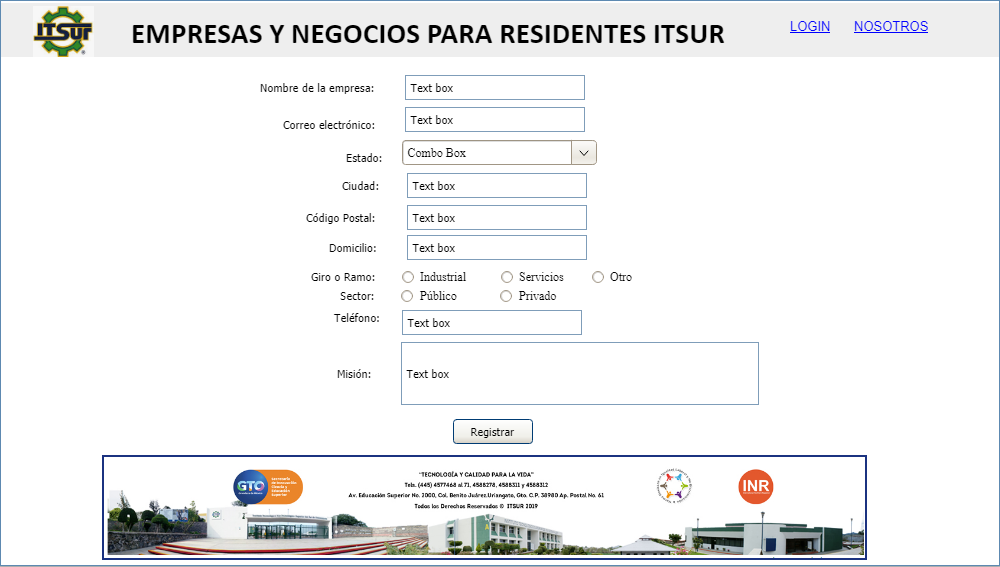 ITSur
EMPRESAS Y NEGOCIOS PARA RESIDENTES ITSUR
LOGIN NOSOTROS
Nombre de la empresa: Text box
Correo electrónico: Text box
Estado: Combo Box
Ciudad: Text box
Código Postal: Text box
Domicilio: Text box
Giro o Ramo: Industrial Servicios Otro
Sector: Público Privado
Teléfono: Text box
Misión: Text box
Registrar
GTO
"TECNOLOGÍA Y CALIDAD PARA LA VIDA"
Tels. (445) 4577468 al 71, 4588278, 4588311 y 4588312
Av. Educación Superior No. 2000, Col. Benito Juárez.Uriangato, Gto. C.P. 38980 Ap. Postal No. 61
Todos los Derechos Reservados © ITSUR 2019
INR